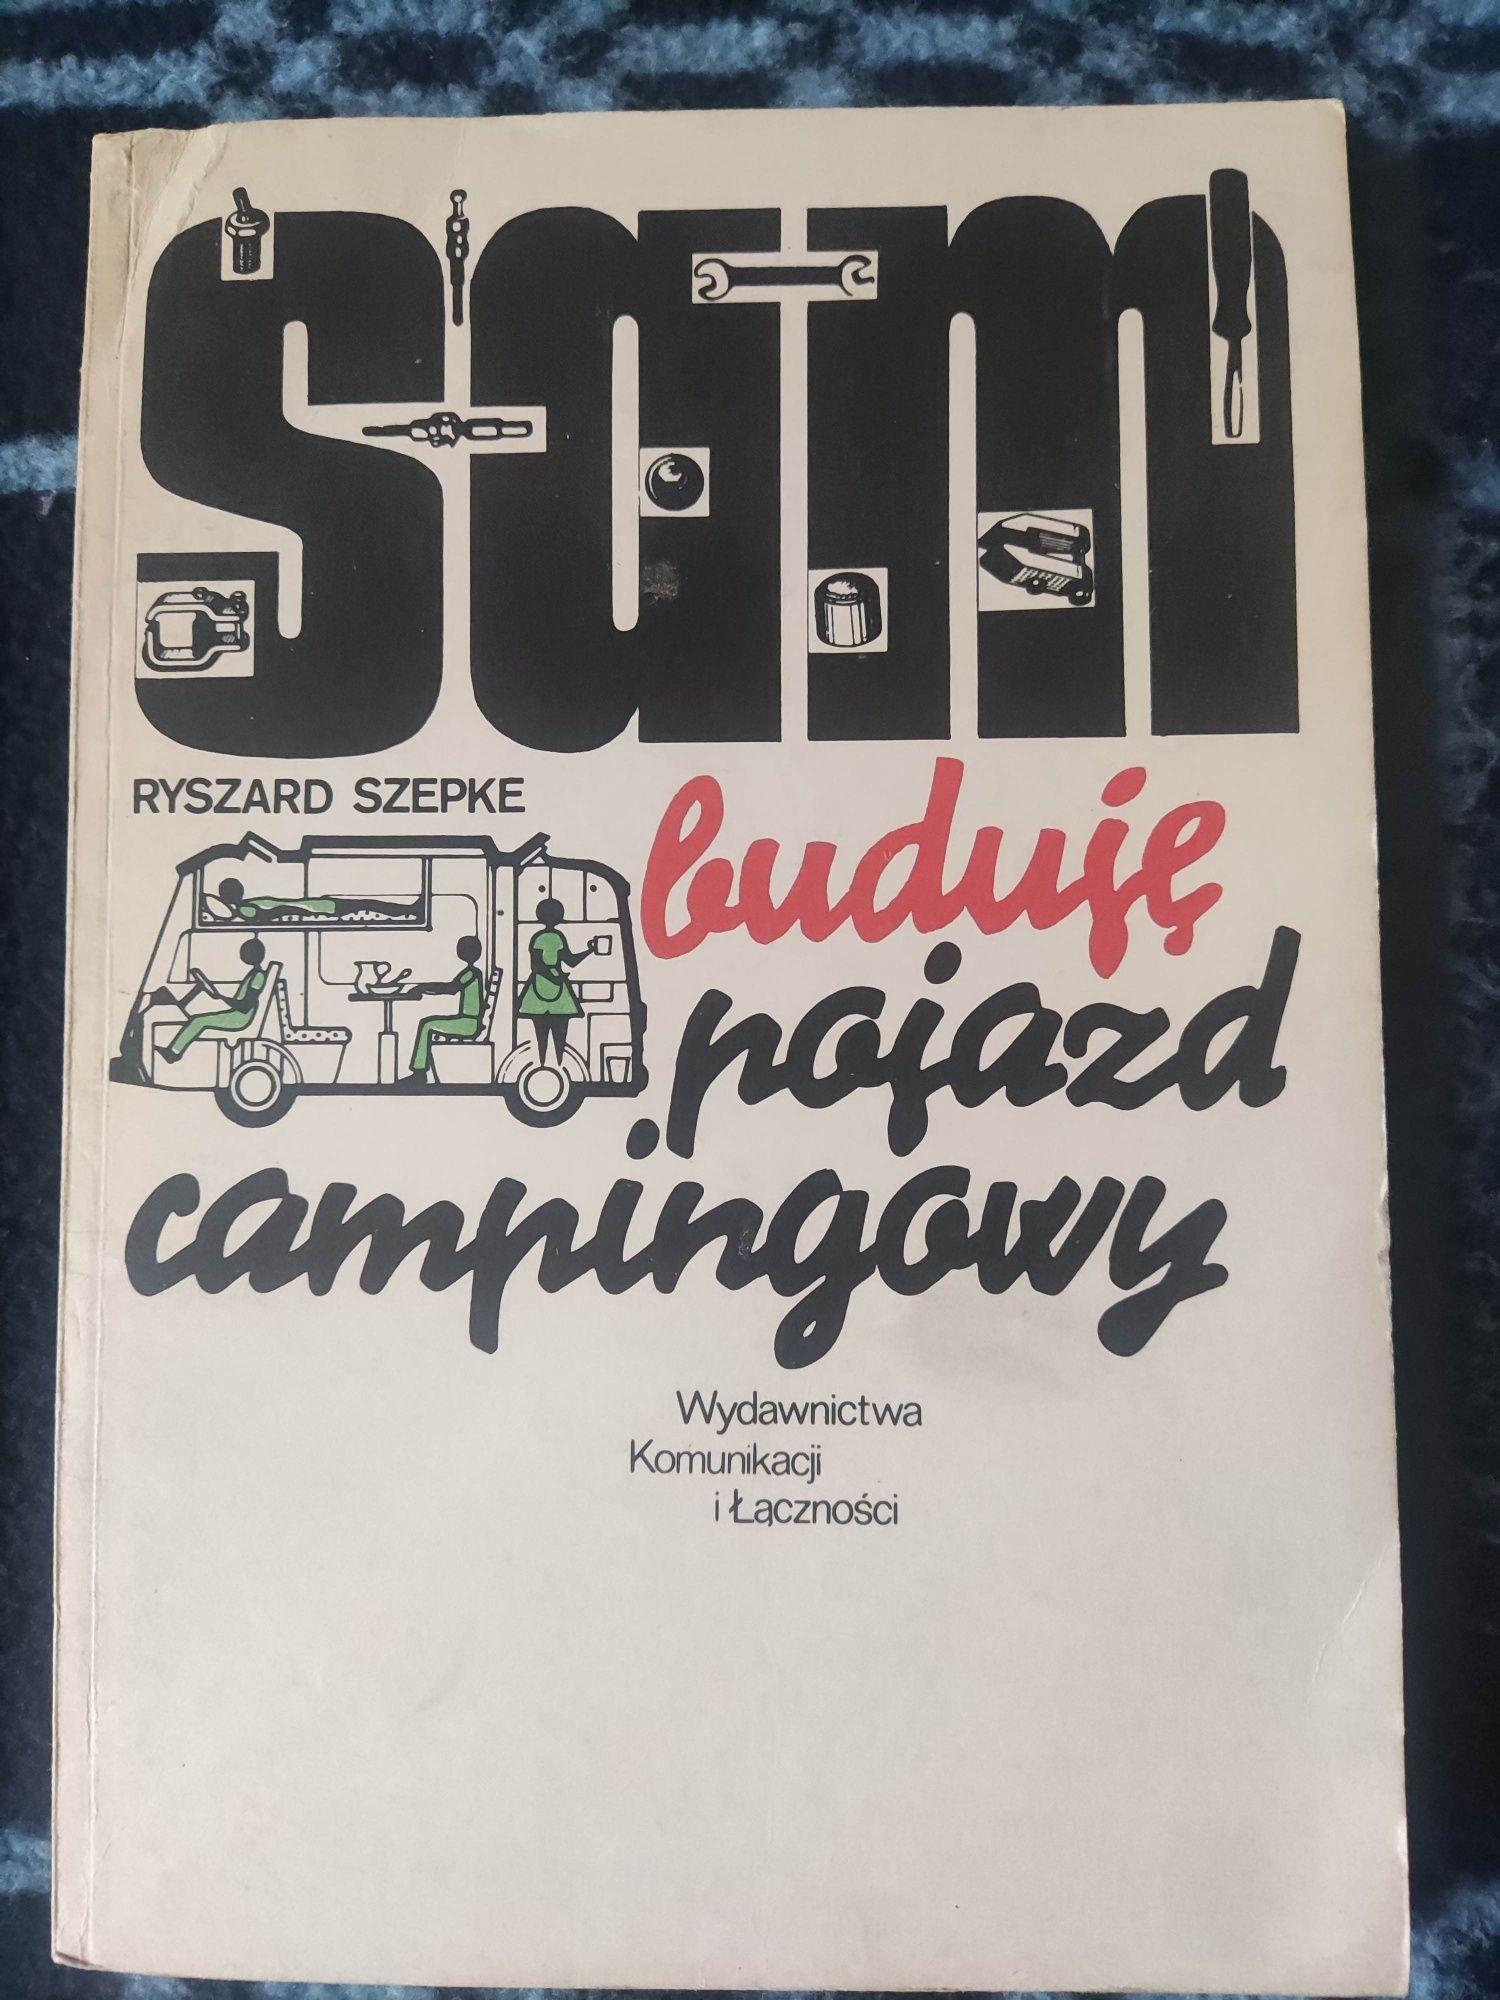 sam
RYSZARD SZEPKE
buduję
pojazd
campingowy
Wydawnictwa
Komunikacji
i Łączności